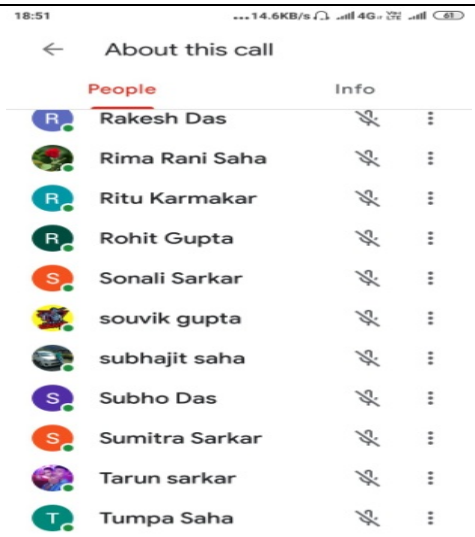 18:51 ...14.6KB/s 4G+ VoLTE 61
About this call
People Info
R Rakesh Das
Rima Rani Saha
R Ritu Karmakar
R Rohit Gupta
S Sonali Sarkar
souvik gupta
subhajit saha
S Subho Das
S Sumitra Sarkar
Tarun sarkar
T Tumpa Saha